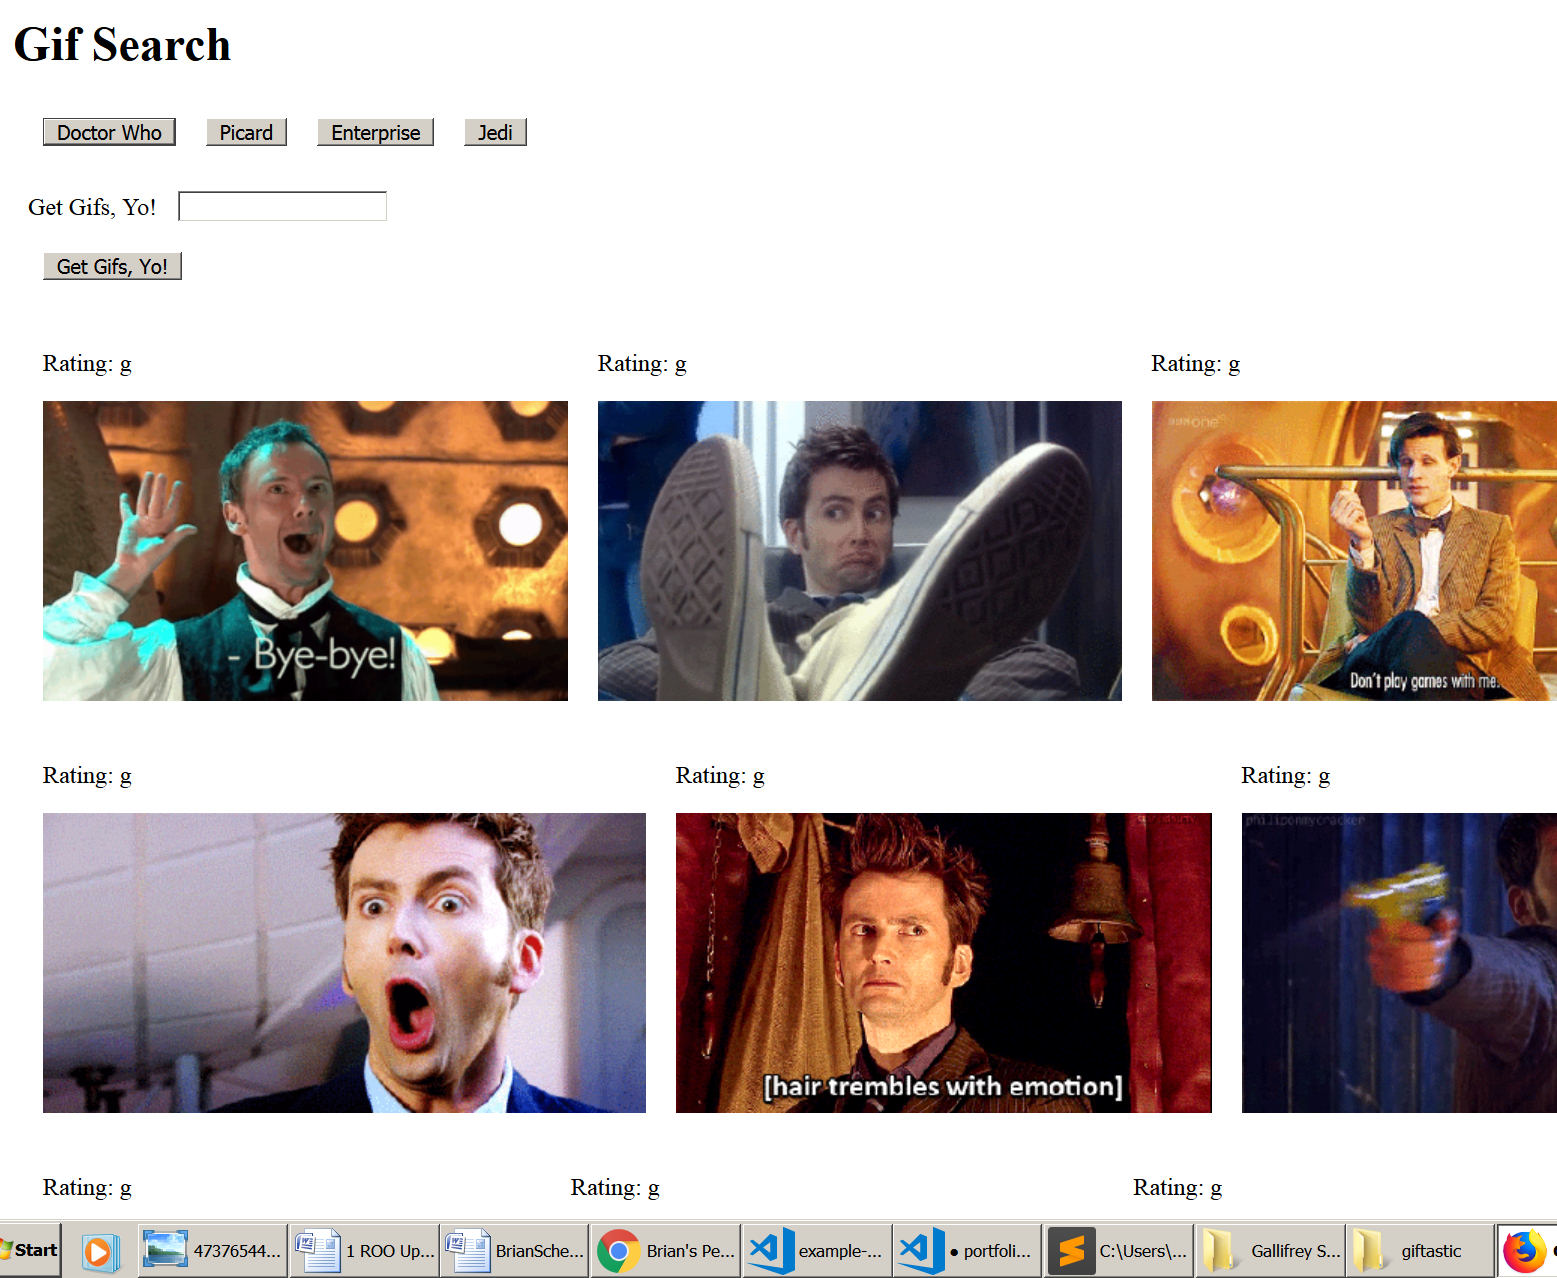 Gif Search
Doctor Who Picard Enterprise Jedi
Get Gifs, Yo!
Get Gifs, Yo!
Rating: g Rating: g Rating: g
- Bye-bye!
Don't play games with me.
Rating: g Rating: g Rating: g
philiponmycracker
[hair trembles with emotion]
Rating: g Rating: g Rating: g
Start 47376544... 1 ROO Up... BrianSche... Brian's Pe... example-... • portfoli... C:\Users\... Gallifrey S... giftastic